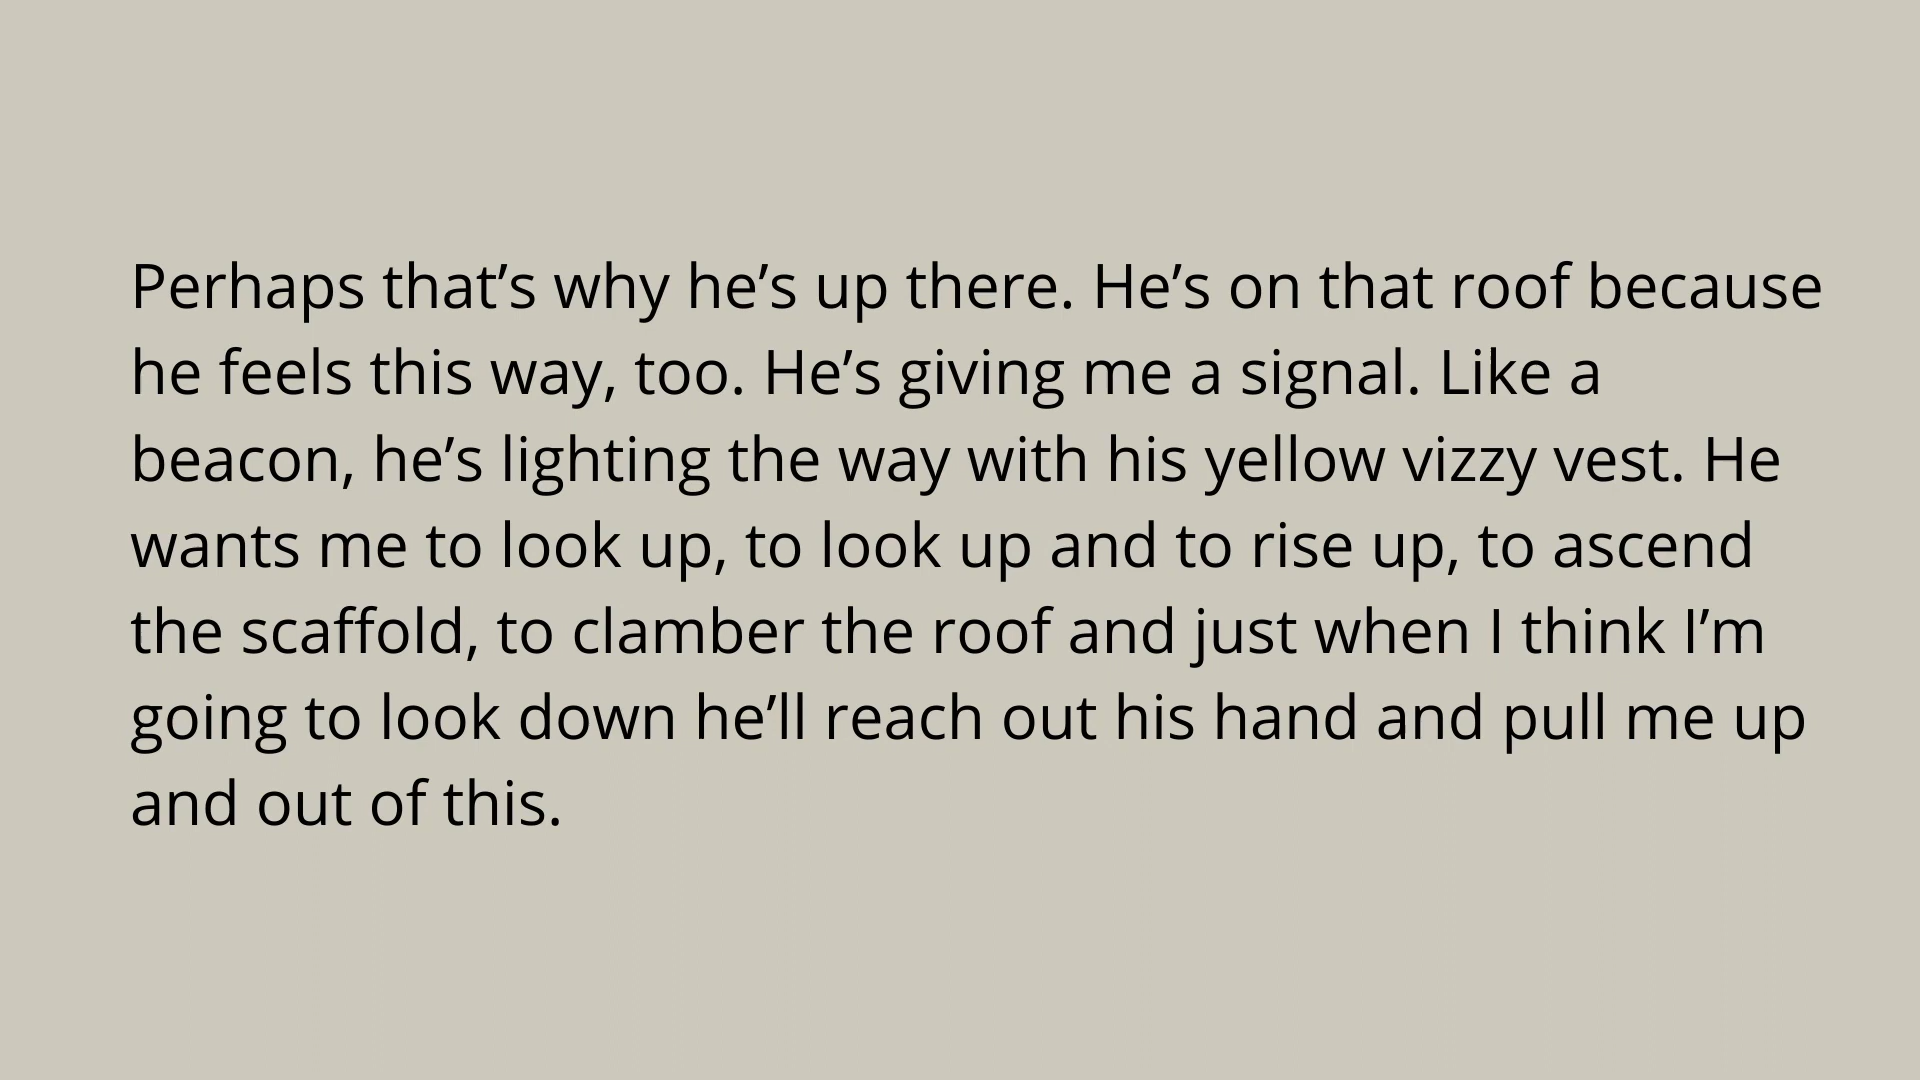 Perhaps that’s why he’s up there. He’s on that roof because
he feels this way, too. He’s giving me a signal. Like a
beacon, he’s lighting the way with his yellow vizzy vest. He
wants me to look up, to look up and to rise up, to ascend
the scaffold, to clamber the roof and just when I think I’m
going to look down he’ll reach out his hand and pull me up
and out of this.